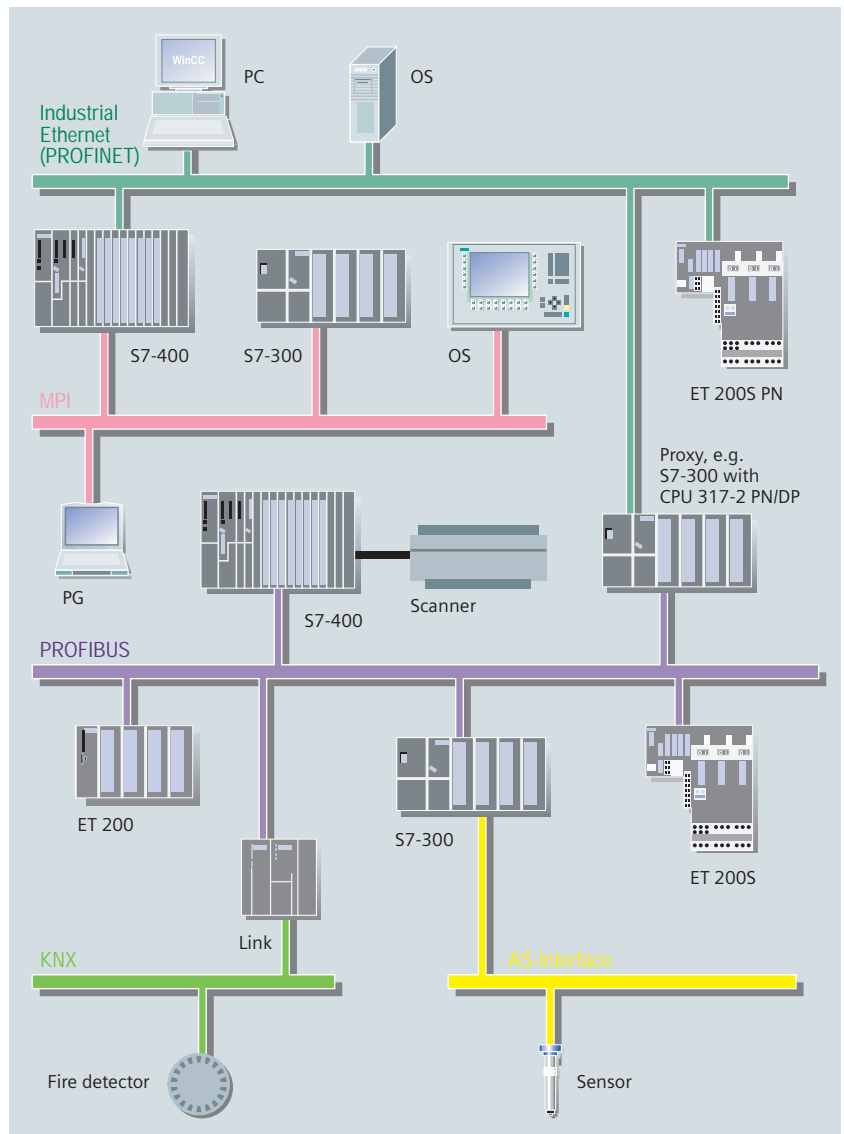 WinCC
PC
OS
Industrial
Ethernet
(PROFINET)
S7-400
S7-300
OS
ET 200S PN
MPI
Proxy, e.g.
S7-300 with
CPU 317-2 PN/DP
PG
S7-400
Scanner
PROFIBUS
ET 200
S7-300
ET 200S
Link
KNX
AS-Interface
Fire detector
Sensor